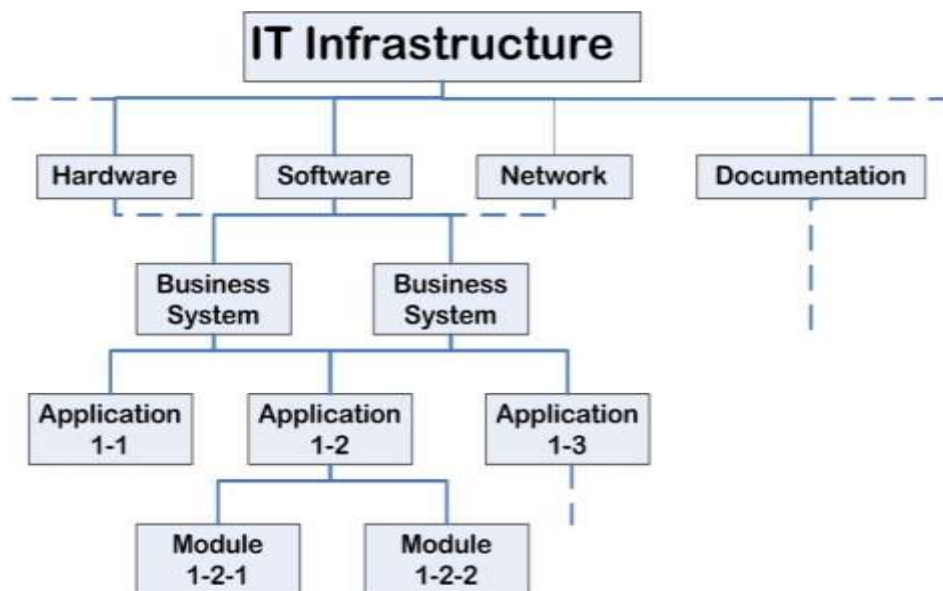 IT Infrastructure
Hardware
Software
Network
Documentation
Business
System
Business
System
Application
1-1
Application
1-2
Application
1-3
Module
1-2-1
Module
1-2-2